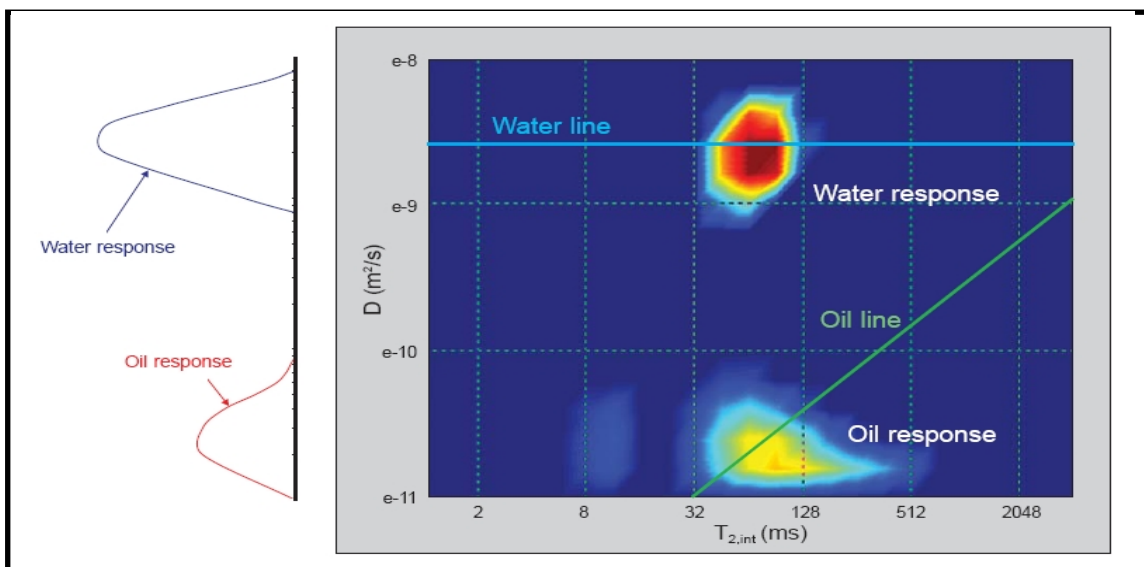 Water response
Oil response
e-8
e-9
e-10
e-11
D (m²/s)
Water line
Water response
Oil line
Oil response
2
8
32
128
512
2048
T2,int (ms)